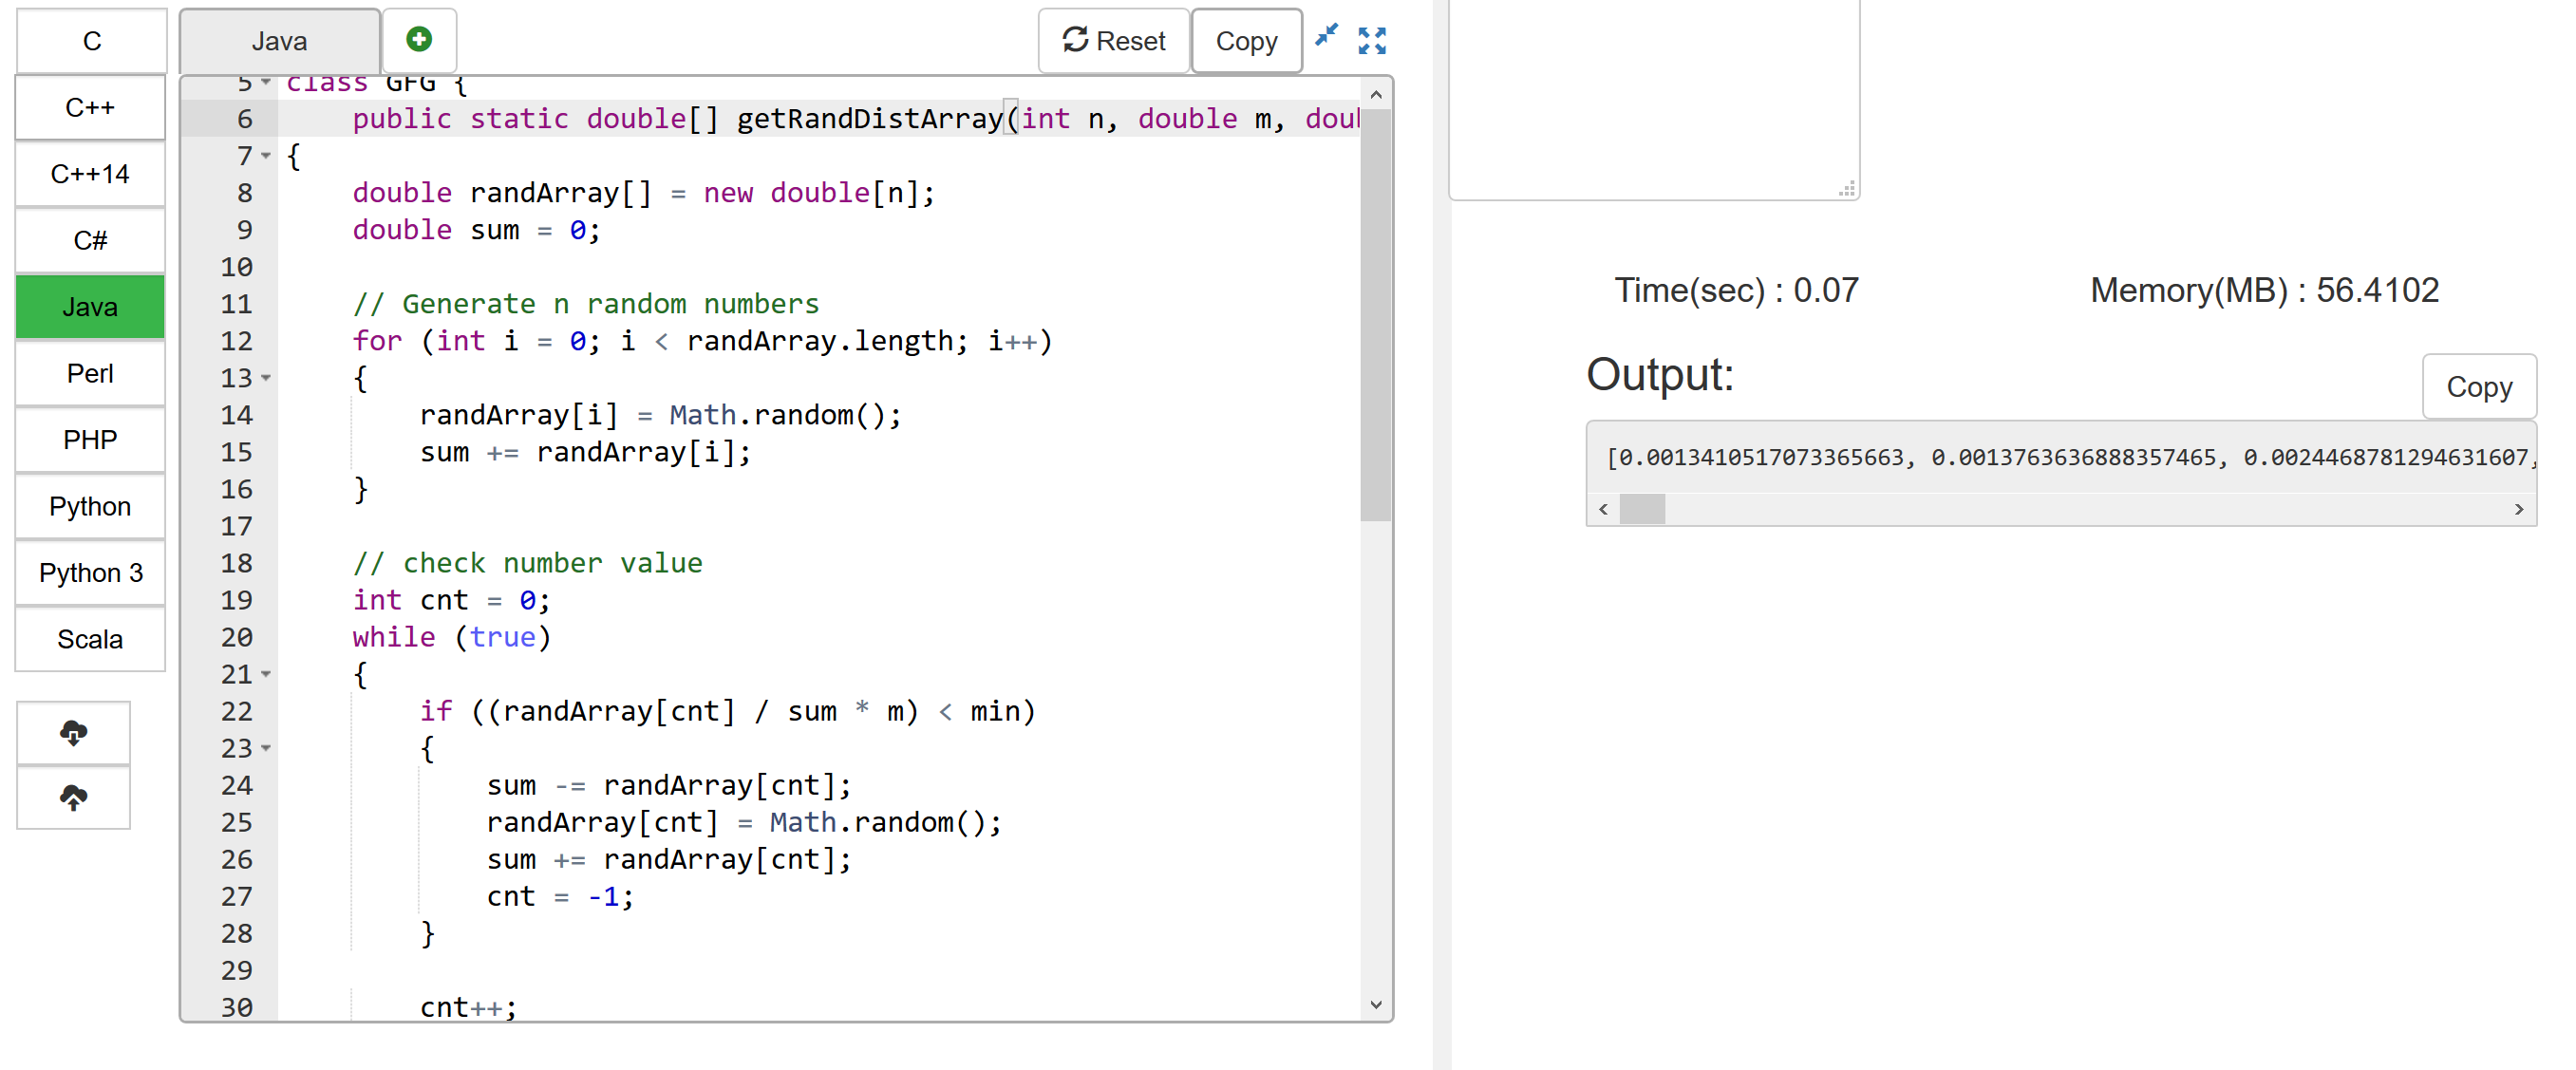 C
C++
C++14
C#
Java
Perl
PHP
Python
Python 3
Scala
Java
Reset
Copy
5 class GFG {
6 public static double[] getRandDistArray(int n, double m,
7 {
8 double randArray[] = new double[n];
9 double sum = 0;
10
11 // Generate n random numbers
12 for (int i = 0; i < randArray.length; i++)
13 {
14 randArray[i] = Math.random();
15 sum += randArray[i];
16 }
17
18 // check number value
19 int cnt = 0;
20 while (true)
21 {
22 if ((randArray[cnt] / sum * m) < min)
23 {
24 sum -= randArray[cnt];
25 randArray[cnt] = Math.random();
26 sum += randArray[cnt];
27 cnt = -1;
28 }
29
30 cnt++;
Time(sec) : 0.07
Memory(MB) : 56.4102
Output:
Copy
[0.0013410517073365663, 0.0013763636888357465, 0.0024468781294631607,